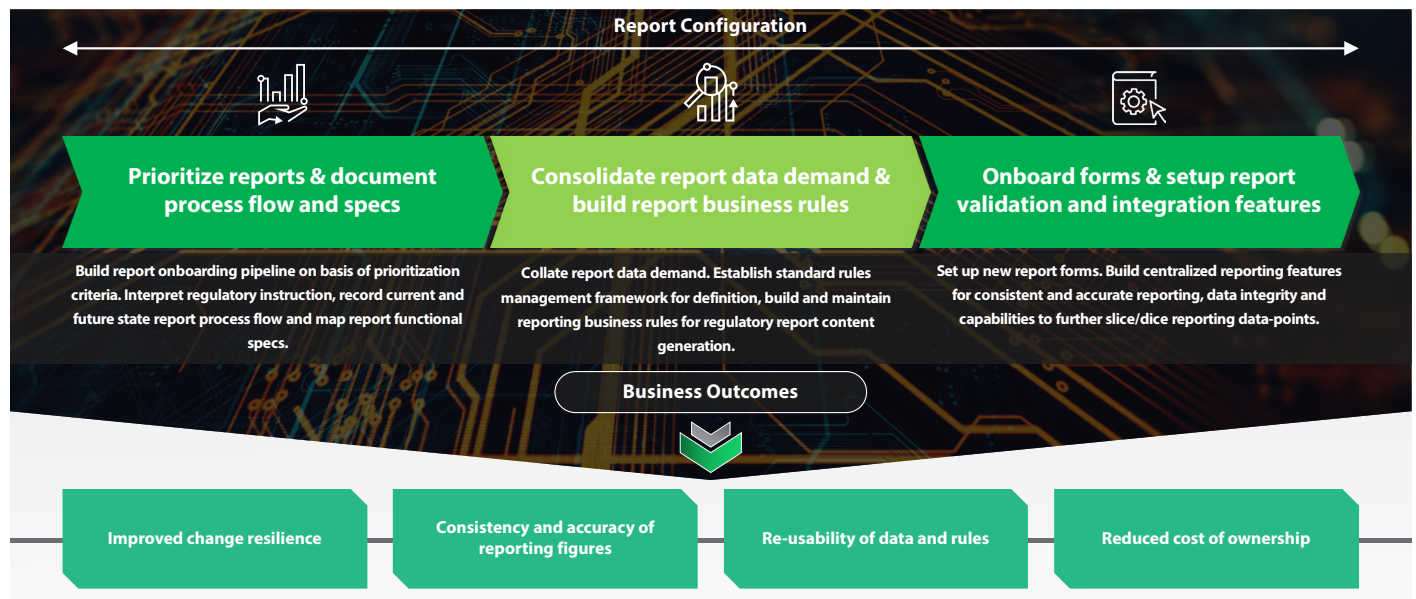 Report Configuration
Prioritize reports & document
process flow and specs
Consolidate report data demand &
build report business rules
Onboard forms & setup report
validation and integration features
Build report onboarding pipeline on basis of prioritization
criteria. Interpret regulatory instruction, record current and
future state report process flow and map report functional
specs.
Collate report data demand. Establish standard rules
management framework for definition, build and maintain
reporting business rules for regulatory report content
generation.
Set up new report forms. Build centralized reporting features
for consistent and accurate reporting, data integrity and
capabilities to further slice/dice reporting data-points.
Business Outcomes
Improved change resilience
Consistency and accuracy of
reporting figures
Re-usability of data and rules
Reduced cost of ownership